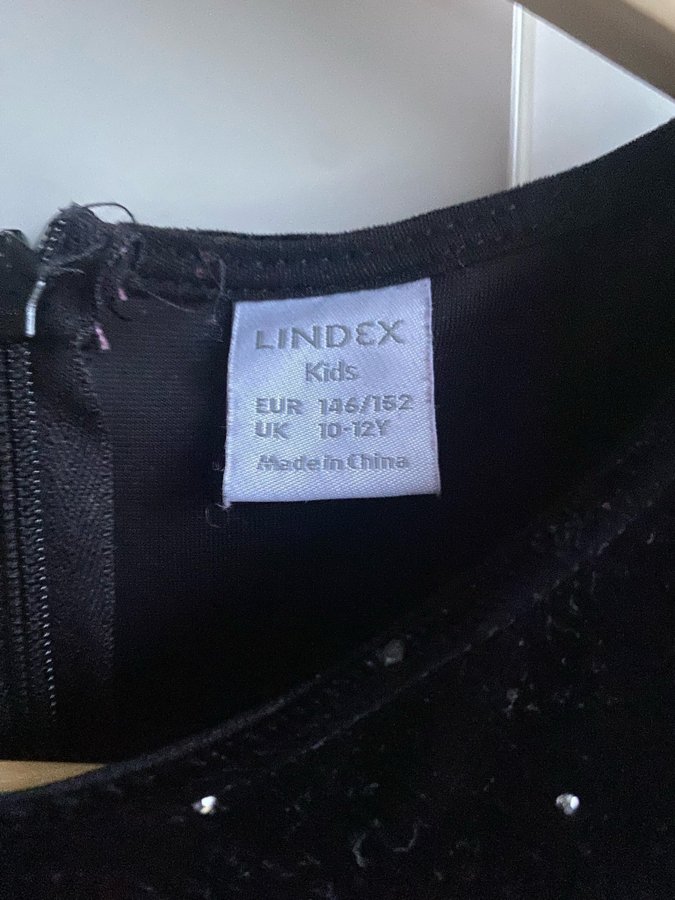 LINDEX
Kids
EUR 146/152
UK 10-12Y
Made in China